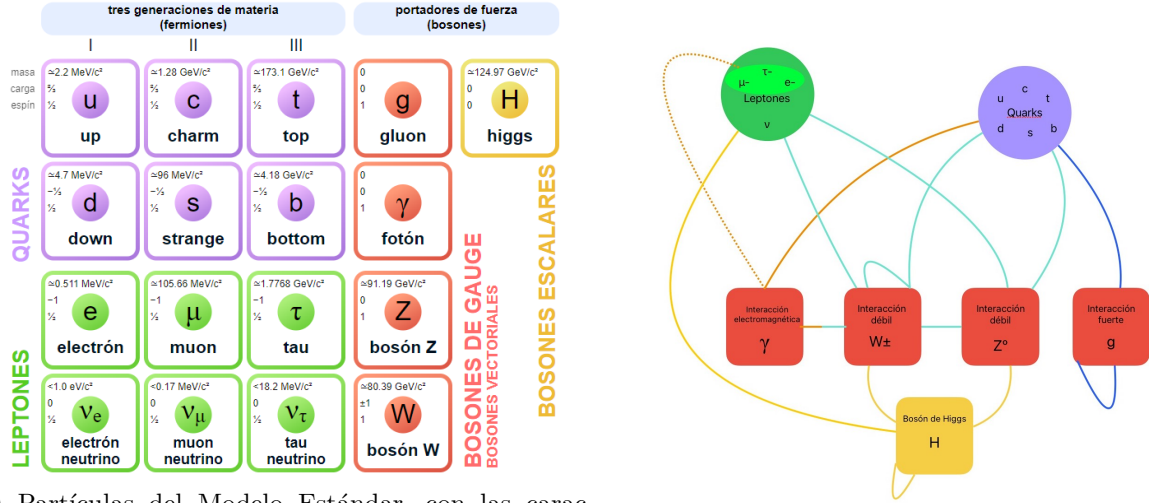 tres generaciones de materia
(fermiones)
portadores de fuerza
(bosones)
I
II
III
masa
carga
espín
≃2.2 MeV/c²
⅔
½
u
up
≃1.28 GeV/c²
⅔
½
c
charm
≃173.1 GeV/c²
⅔
½
t
top
0
0
1
g
gluon
≃124.97 GeV/c²
0
0
H
higgs
QUARKS
≃4.7 MeV/c²
−⅓
½
d
down
≃96 MeV/c²
−⅓
½
s
strange
≃4.18 GeV/c²
−⅓
½
b
bottom
0
0
1
γ
fotón
LEPTONES
≃0.511 MeV/c²
−1
½
e
electrón
≃105.66 MeV/c²
−1
½
μ
muon
≃1.7768 GeV/c²
−1
½
τ
tau
≃91.19 GeV/c²
0
1
Z
bosón Z
<1.0 eV/c²
0
½
νe
electrón
neutrino
<0.17 MeV/c²
0
½
νμ
muon
neutrino
<18.2 MeV/c²
0
½
ντ
tau
neutrino
≃80.39 GeV/c²
±1
1
W
bosón W
BOSONES DE GAUGE
BOSONES VECTORIALES
BOSONES ESCALARES
Partículas del Modelo Estándar, con las carac
τ-
μ-
e-
Leptones
ν
c
u
t
Quarks
d
s
b
Interacción
electromagnética
γ
Interacción
débil
W±
Interacción
débil
Z°
Interacción
fuerte
g
Bosón de Higgs
H